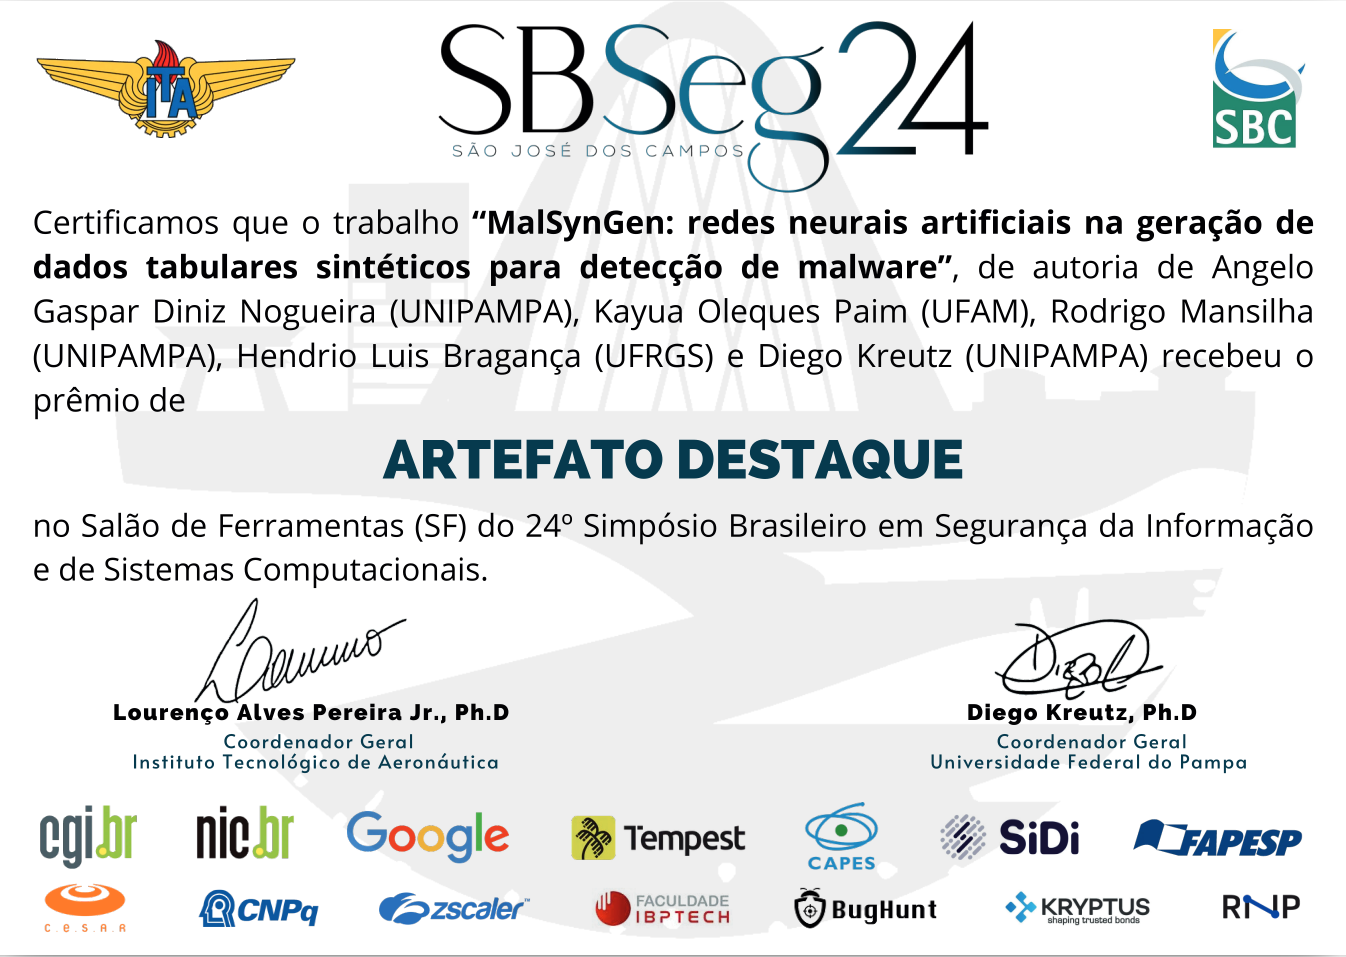 ITA
SBSeg24
SÃO JOSÉ DOS CAMPOS
SBC
Certificamos que o trabalho “MalSynGen: redes neurais artificiais na geração de
dados tabulares sintéticos para detecção de malware”, de autoria de Angelo
Gaspar Diniz Nogueira (UNIPAMPA), Kayua Oleques Paim (UFAM), Rodrigo Mansilha
(UNIPAMPA), Hendrio Luis Bragança (UFRGS) e Diego Kreutz (UNIPAMPA) recebeu o
prêmio de
ARTEFATO DESTAQUE
no Salão de Ferramentas (SF) do 24º Simpósio Brasileiro em Segurança da Informação
e de Sistemas Computacionais.
Lourenço Alves Pereira Jr., Ph.D
Coordenador Geral
Instituto Tecnológico de Aeronáutica
Diego Kreutz, Ph.D
Coordenador Geral
Universidade Federal do Pampa
cgi.br nic.br Google Tempest CAPES SiDi FAPESP
C.e.S.A.R CNPq zscaler™ FACULDADE IBPTECH BugHunt KRYPTUS RNP
sharping trusted bonds